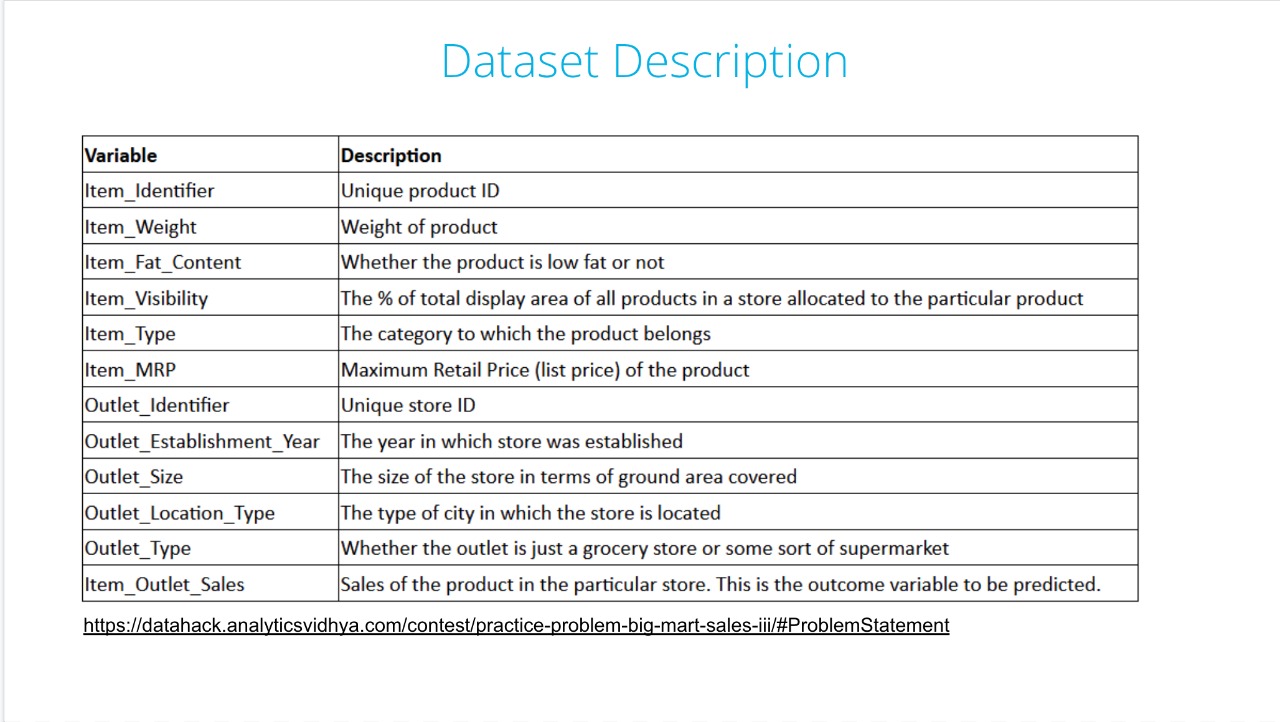 Dataset Description
Variable Description
Item_Identifier Unique product ID
Item_Weight Weight of product
Item_Fat_Content Whether the product is low fat or not
Item_Visibility The % of total display area of all products in a store allocated to the particular product
Item_Type The category to which the product belongs
Item_MRP Maximum Retail Price (list price) of the product
Outlet_Identifier Unique store ID
Outlet_Establishment_Year The year in which store was established
Outlet_Size The size of the store in terms of ground area covered
Outlet_Location_Type The type of city in which the store is located
Outlet_Type Whether the outlet is just a grocery store or some sort of supermarket
Item_Outlet_Sales Sales of the product in the particular store. This is the outcome variable to be predicted.
https://datahack.analyticsvidhya.com/contest/practice-problem-big-mart-sales-iii/#ProblemStatement